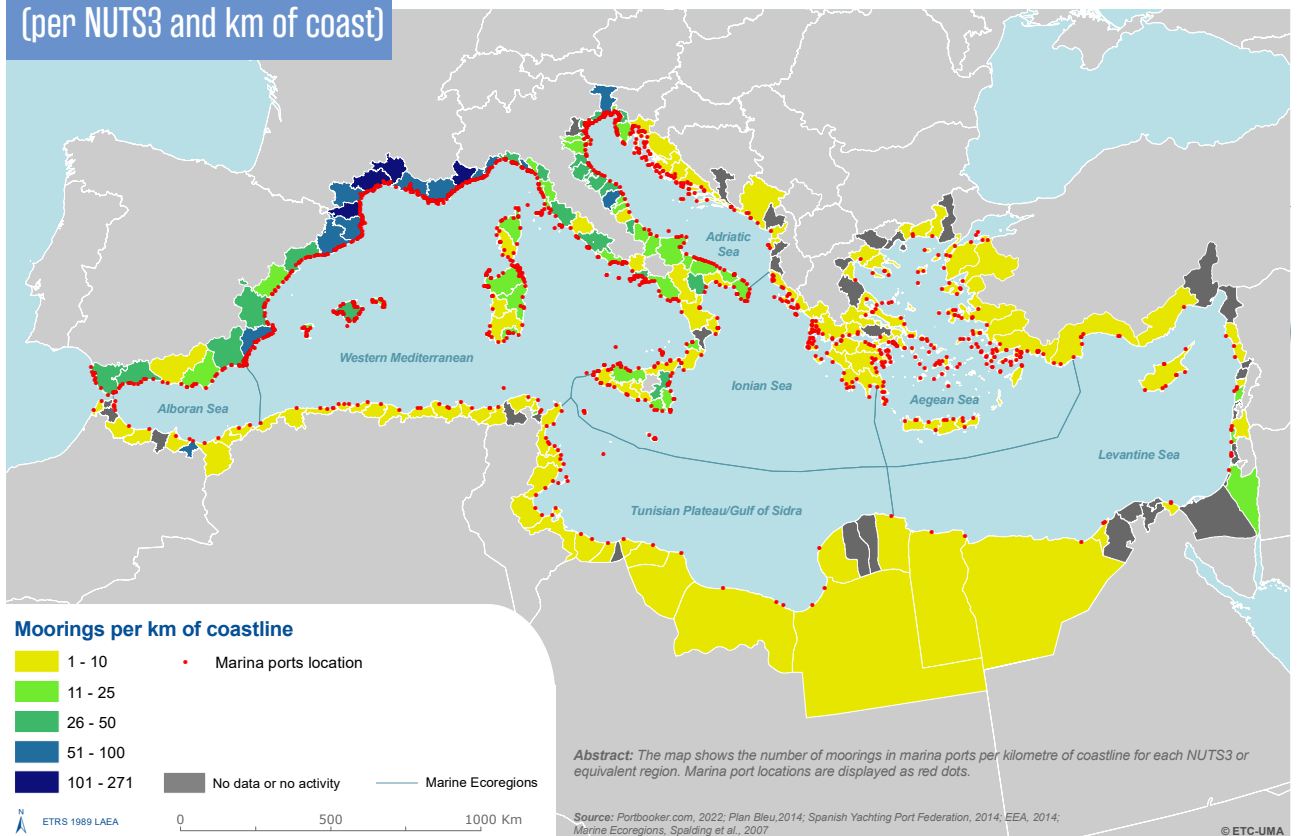 (per NUTS3 and km of coast)
Adriatic
Sea
Western Mediterranean
Ionian Sea
Aegean Sea
Alboran Sea
Levantine Sea
Tunisian Plateau/Gulf of Sidra
Moorings per km of coastline
1 - 10
Marina ports location
11 - 25
26 - 50
51 - 100
101 - 271
No data or no activity
Marine Ecoregions
N
ETRS 1989 LAEA
0 500 1000 Km
Abstract: The map shows the number of moorings in marina ports per kilometre of coastline for each NUTS3 or
equivalent region. Marina port locations are displayed as red dots.
Source: Portbooker.com, 2022; Plan Bleu,2014; Spanish Yachting Port Federation, 2014; EEA, 2014;
Marine Ecoregions, Spalding et al., 2007
© ETC-UMA